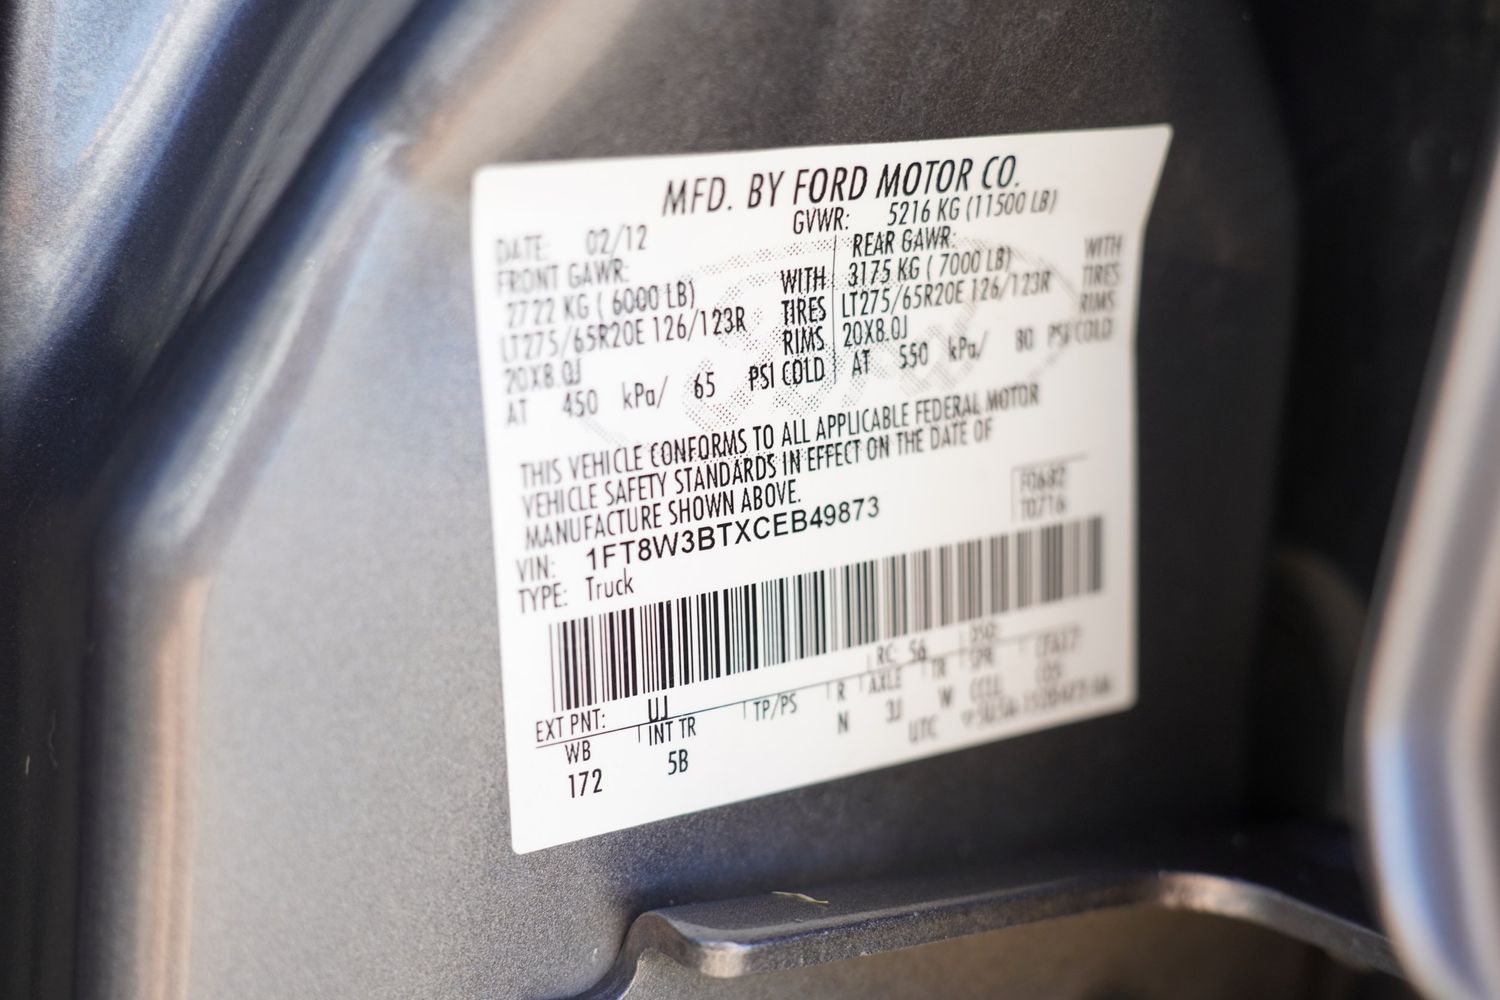 MFD. BY FORD MOTOR CO.
DATE: 02/12 GVWR: 5216 KG (11500 LB)
FRONT GAWR: REAR GAWR:
2722 KG ( 6000 LB) WITH 3175 KG ( 7000 LB) WITH
LT275/65R20E 126/123R TIRES LT275/65R20E 126/123R TIRES
20X8.0J RIMS 20X8.0J RIMS
AT 450 kPa/ 65 PSI COLD AT 550 kPa/ 80 PSI COLD
THIS VEHICLE CONFORMS TO ALL APPLICABLE FEDERAL MOTOR
VEHICLE SAFETY STANDARDS IN EFFECT ON THE DATE OF
MANUFACTURE SHOWN ABOVE.
F0682
T0716
VIN: 1FT8W3BTXCEB49873
TYPE: Truck
EXT PNT: UJ RC: 56 DSO:
WB INT TR TP/PS R AXLE TR SPR
172 5B N 3J W CCLL
UTC